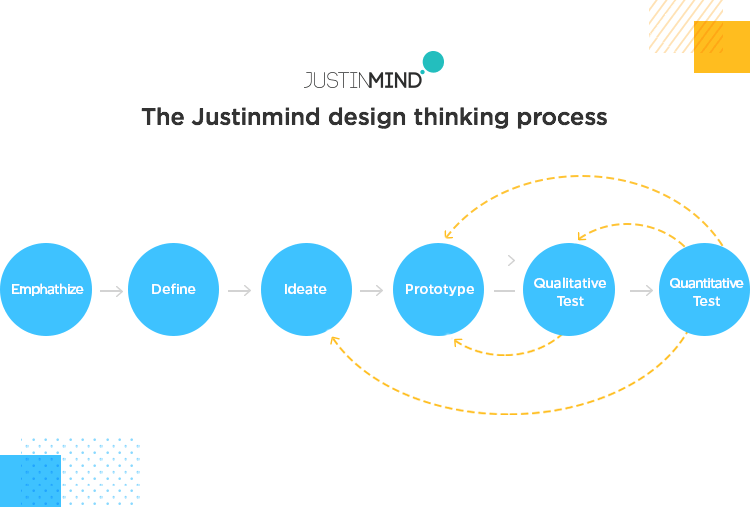 JUSTINMIND
The Justinmind design thinking process
Emphathize
Define
Ideate
Prototype
Qualitative
Test
Quantitative
Test